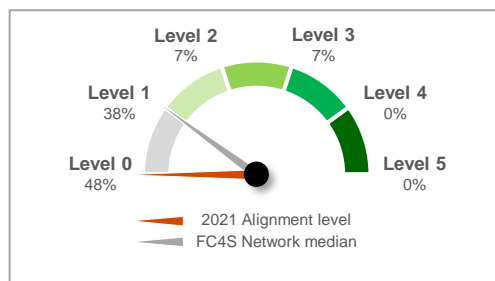 Level 2
7%
Level 3
7%
Level 1
38%
Level 4
0%
Level 0
48%
Level 5
0%
2021 Alignment level
FC4S Network median